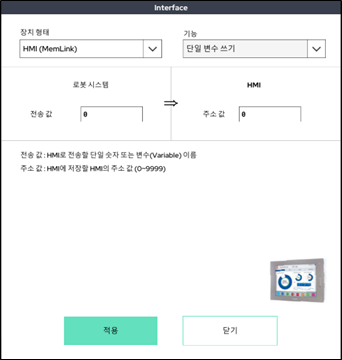 Interface
장치 형태
기능
HMI (MemLink)
단일 변수 쓰기
로봇 시스템
HMI
전송 값
0
주소 값
0
전송 값 : HMI로 전송할 단일 숫자 또는 변수(Variable) 이름
주소 값 : HMI에 저장할 HMI의 주소 값 (0~9999)
적용
닫기